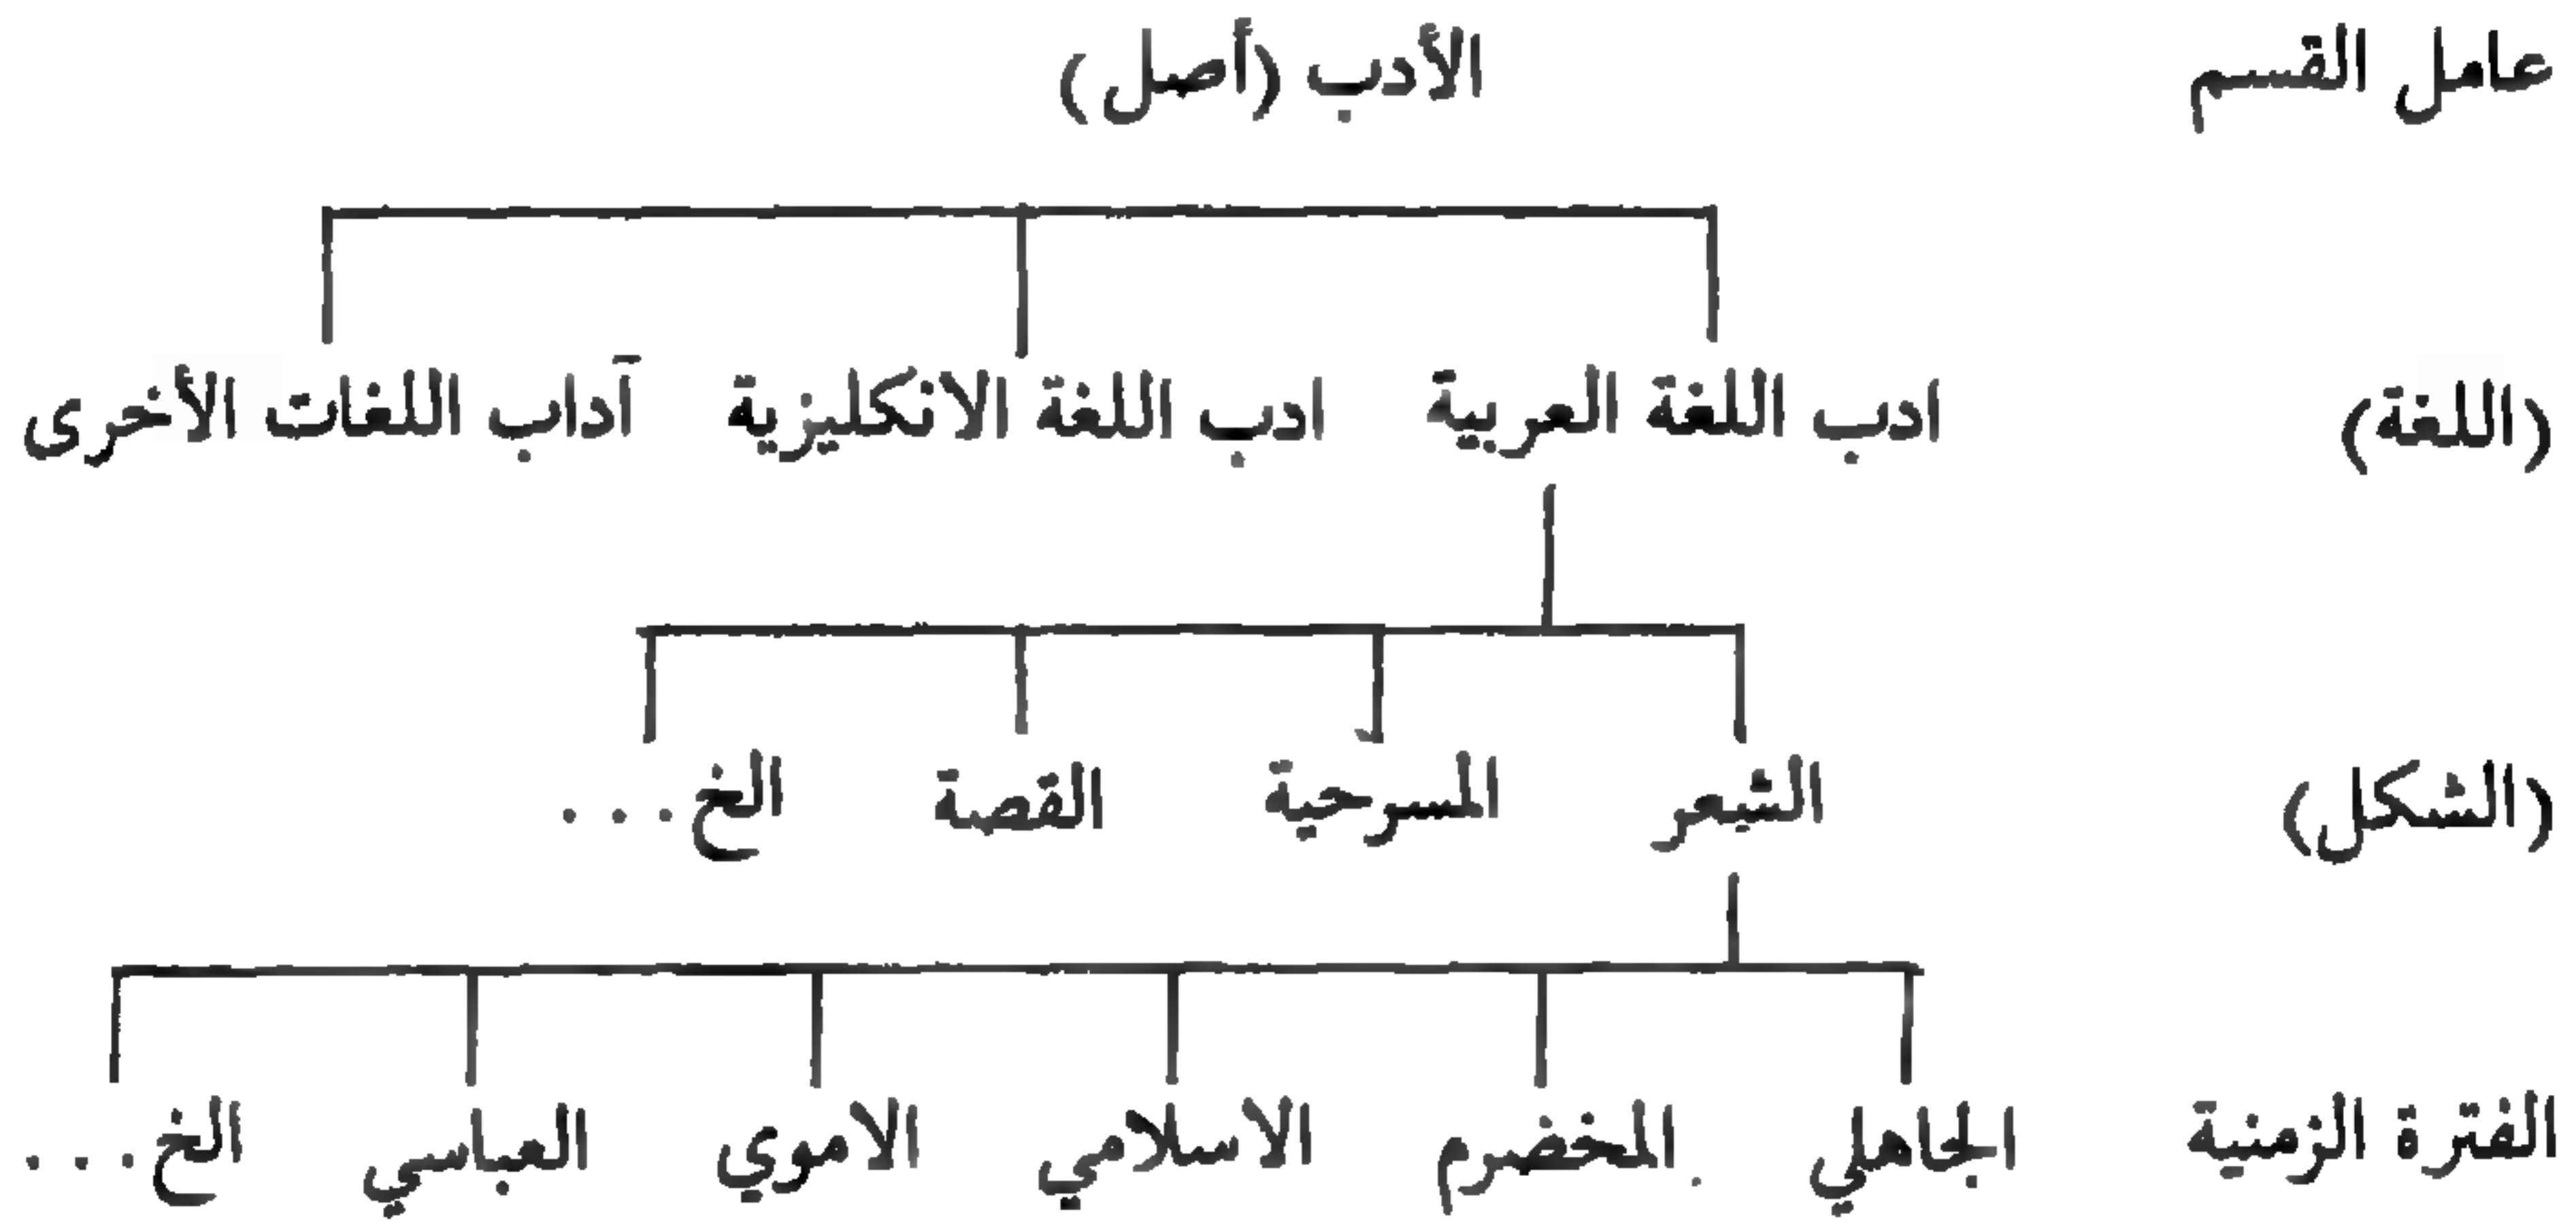 عامل القسم الأدب (أصل)
(اللغة) ادب اللغة العربية ادب اللغة الانكليزية آداب اللغات الأخرى
(الشكل) الشعر المسرحية القصة الخ . . .
الفترة الزمنية الجاهلي المخضرم الاسلامي الاموي العباسي الخ . . .